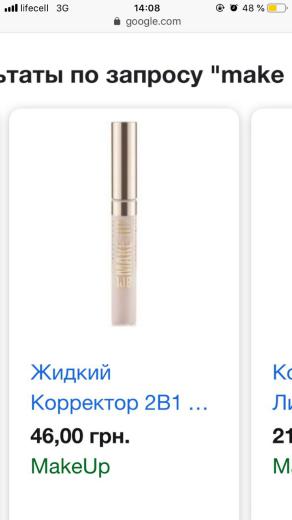 lifecell 3G 14:08 48 %
google.com
ьтаты по запросу "make
Жидкий
Корректор 2В1 ...
46,00 грн.
MakeUp
Ко
Ли
21
Ma